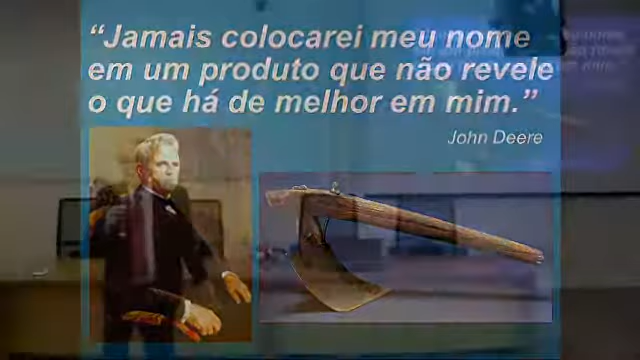 “Jamais colocarei meu nome
em um produto que não revele
o que há de melhor em mim.”
John Deere